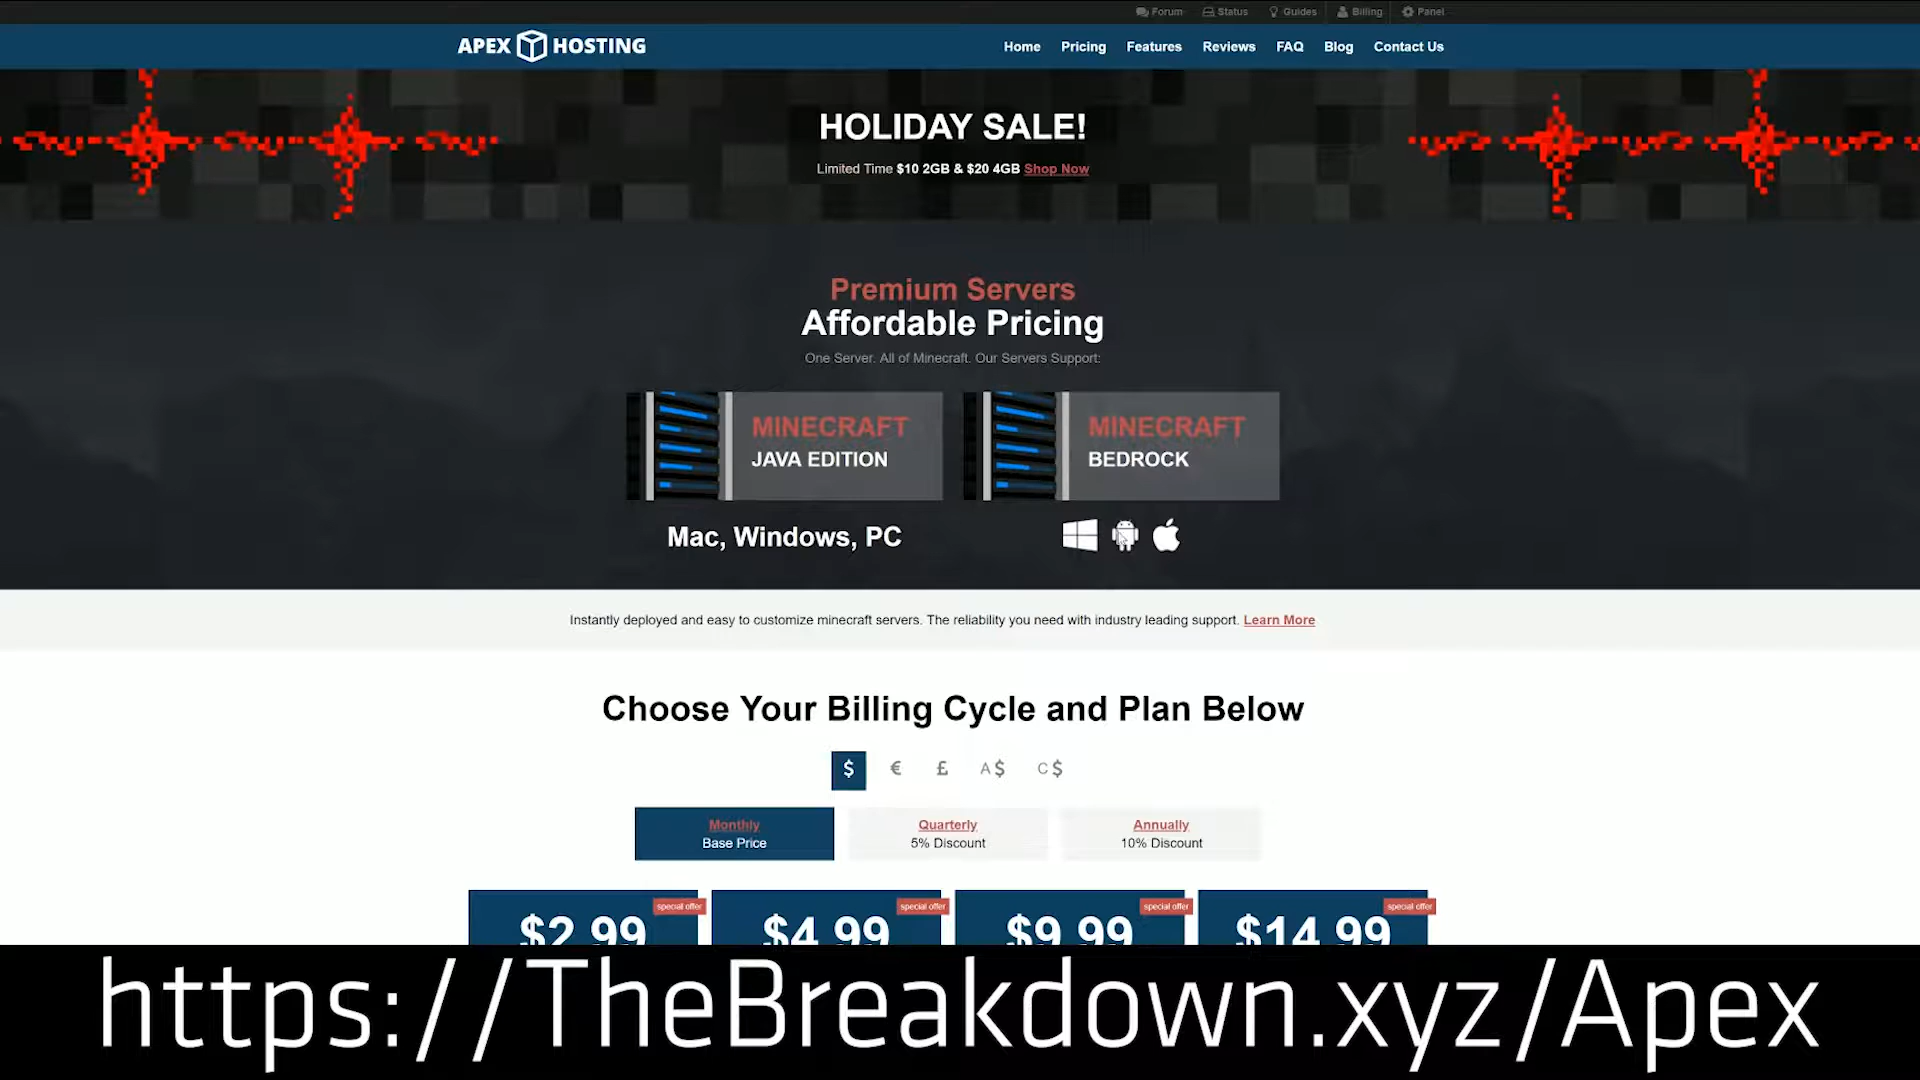 Forum Status Guides Billing Panel
APEX HOSTING
Home Pricing Features Reviews FAQ Blog Contact Us
HOLIDAY SALE!
Limited Time $10 2GB & $20 4GB Shop Now
Premium Servers
Affordable Pricing
One Server. All of Minecraft. Our Servers Support:
MINECRAFT
JAVA EDITION
MINECRAFT
BEDROCK
Mac, Windows, PC
Instantly deployed and easy to customize minecraft servers. The reliability you need with industry leading support. Learn More
Choose Your Billing Cycle and Plan Below
$ € £ A$ C$
Monthly
Base Price
Quarterly
5% Discount
Annually
10% Discount
special offer special offer special offer special offer
$2.99 $4.99 $9.99 $14.99
https://TheBreakdown.xyz/Apex